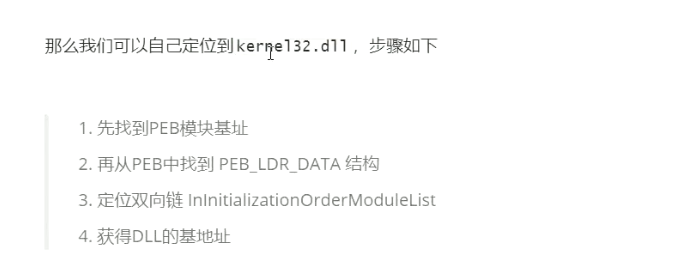 那么我们可以自己定位到kernel32.dll，步骤如下
1. 先找到PEB模块基址
2. 再从PEB中找到 PEB_LDR_DATA 结构
3. 定位双向链 InInitializationOrderModuleList
4. 获得DLL的基地址